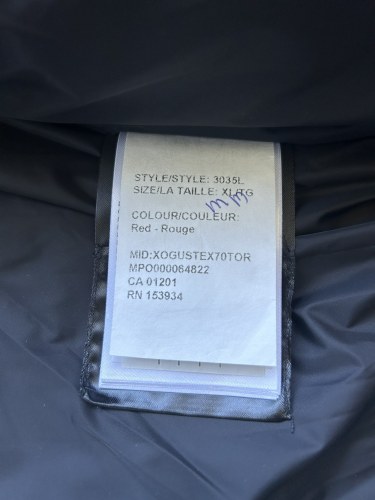 STYLE/STYLE: 3035L
SIZE/LA TAILLE: XL/TG
COLOUR/COULEUR:
Red - Rouge
MID:XOGUSTEX70TOR
MPO000064822
CA 01201
RN 153934